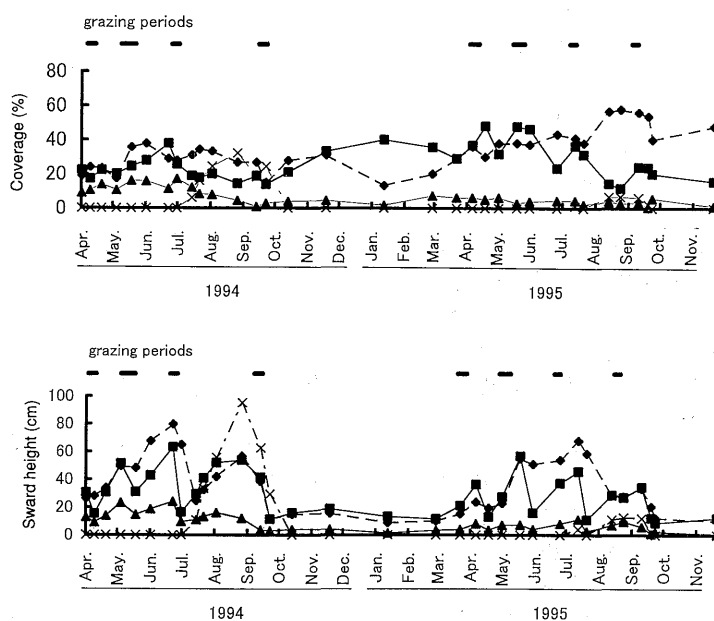 grazing periods
80
60
40
20
0
Coverage (%)
Apr. May. Jun. Jul. Aug. Sep. Oct. Nov. Dec. Jan. Feb. Mar. Apr. May. Jun. Jul. Aug. Sep. Oct. Nov.
1994 1995
grazing periods
100
80
60
40
20
0
Sward height (cm)
Apr. May. Jun. Jul. Aug. Sep. Oct. Nov. Dec. Jan. Feb. Mar. Apr. May. Jun. Jul. Aug. Sep. Oct. Nov.
1994 1995